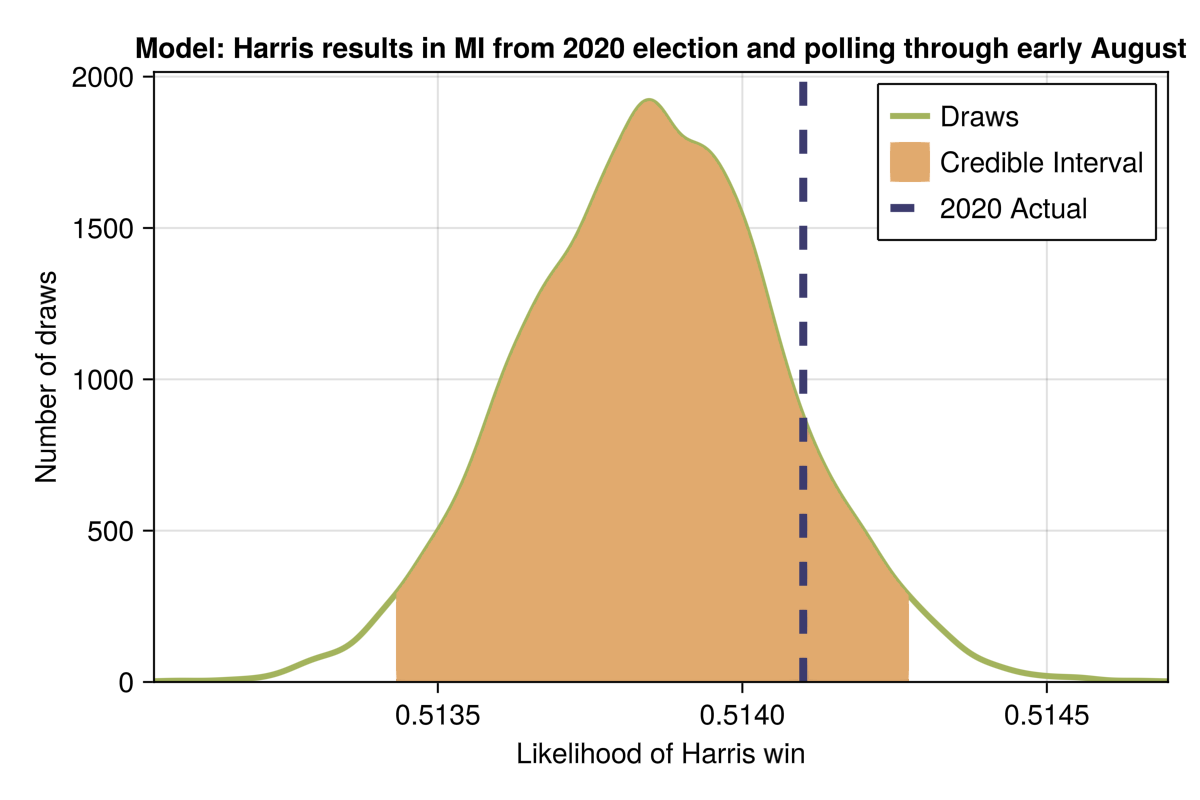 Model: Harris results in MI from 2020 election and polling through early August
2000
1500
1000
500
0
Number of draws
Draws
Credible Interval
2020 Actual
0.5135
0.5140
0.5145
Likelihood of Harris win